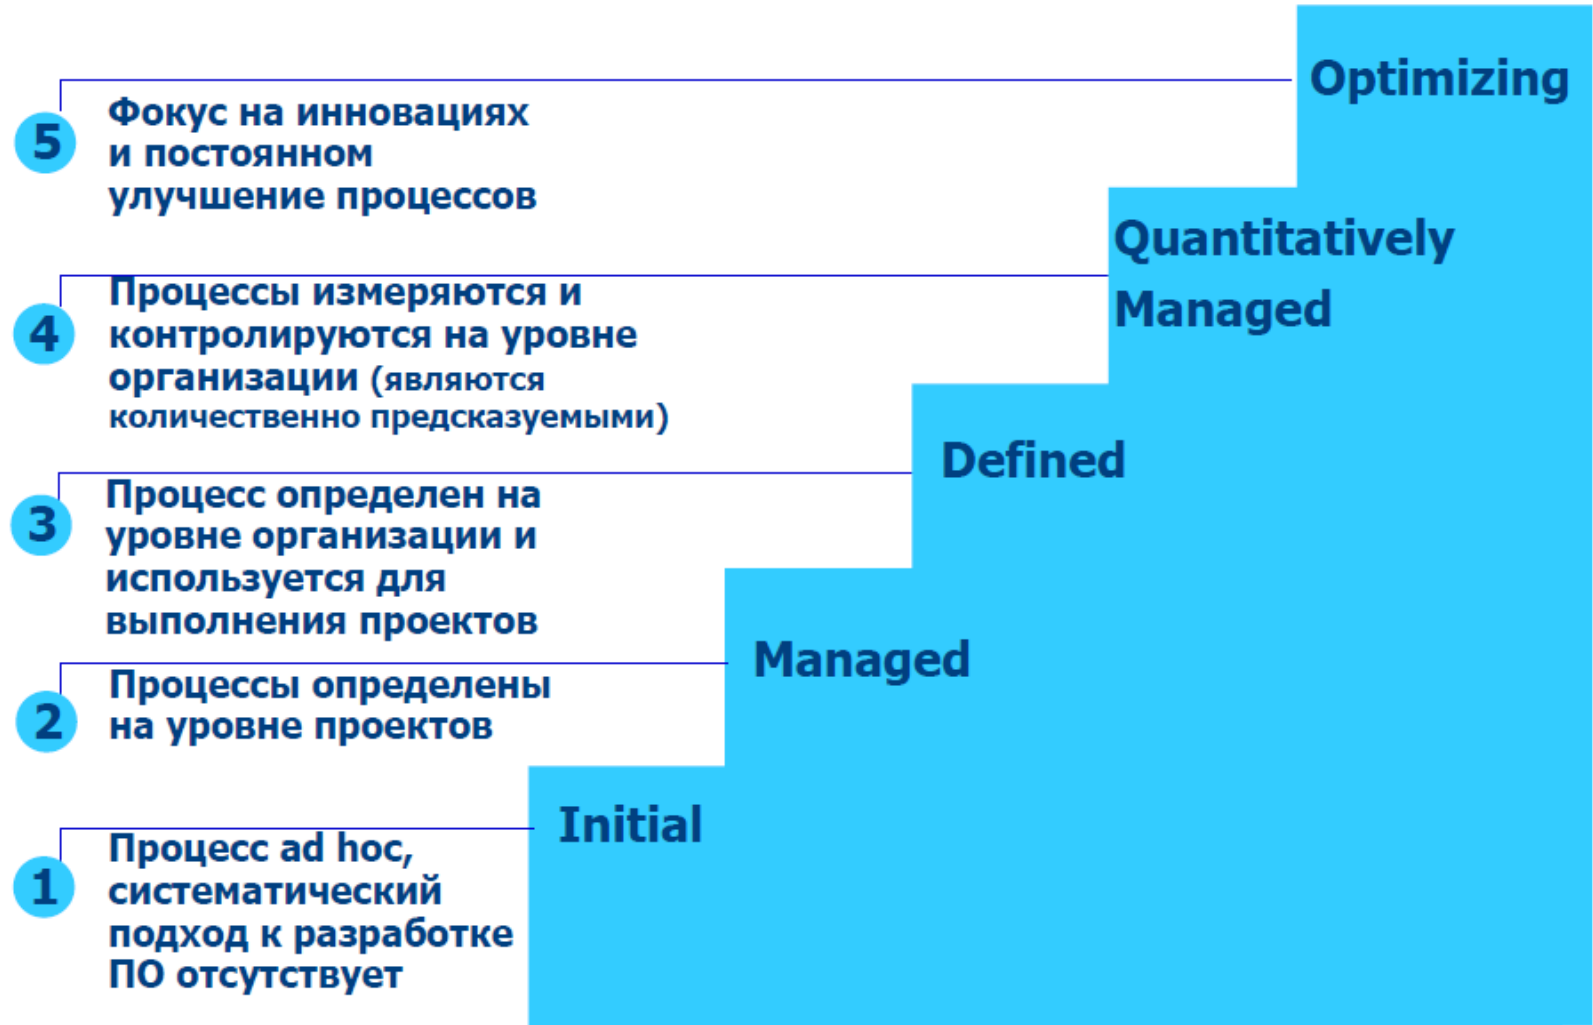 Optimizing
5
Фокус на инновациях
и постоянном
улучшение процессов
Quantitatively
Managed
4
Процессы измеряются и
контролируются на уровне
организации (являются
количественно предсказуемыми)
Defined
3
Процесс определен на
уровне организации и
используется для
выполнения проектов
Managed
2
Процессы определены
на уровне проектов
Initial
1
Процесс ad hoc,
систематический
подход к разработке
ПО отсутствует